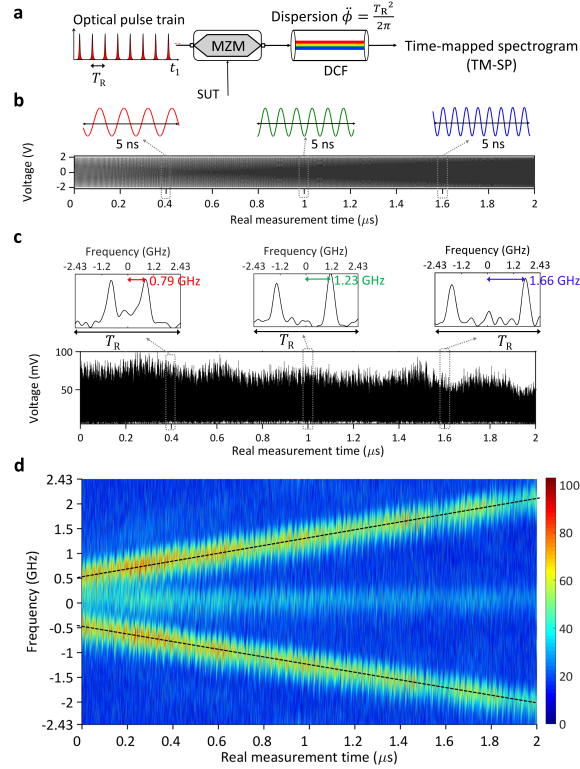 a
Optical pulse train
Dispersion ϕ̈ = T_R²/2π
MZM
T_R
t₁
SUT
DCF
Time-mapped spectrogram
(TM-SP)
b
5 ns
5 ns
5 ns
Voltage (V)
2
0
-2
0 0.2 0.4 0.6 0.8 1 1.2 1.4 1.6 1.8 2
Real measurement time (μs)
c
Frequency (GHz) Frequency (GHz) Frequency (GHz)
-2.43 -1.2 0 1.2 2.43 -2.43 -1.2 0 1.2 2.43 -2.43 -1.2 0 1.2 2.43
0.79 GHz 1.23 GHz 1.66 GHz
T_R T_R T_R
Voltage (mV)
100
50
0 0.2 0.4 0.6 0.8 1 1.2 1.4 1.6 1.8 2
Real measurement time (μs)
d
Frequency (GHz)
2.43
2
1.5
1
0.5
0
-0.5
-1
-1.5
-2
-2.43
0 0.2 0.4 0.6 0.8 1 1.2 1.4 1.6 1.8 2
Real measurement time (μs)
100
80
60
40
20
0